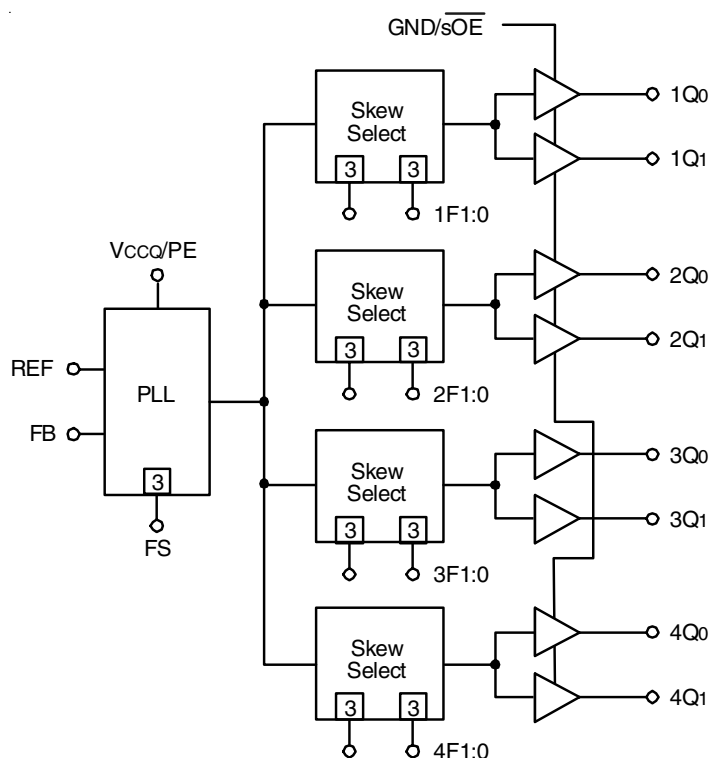 GND/sOE
Skew
Select
3 3
1F1:0
1Q0
1Q1
VCCQ/PE
REF
FB
PLL
3
FS
Skew
Select
3 3
2F1:0
2Q0
2Q1
Skew
Select
3 3
3F1:0
3Q0
3Q1
Skew
Select
3 3
4F1:0
4Q0
4Q1